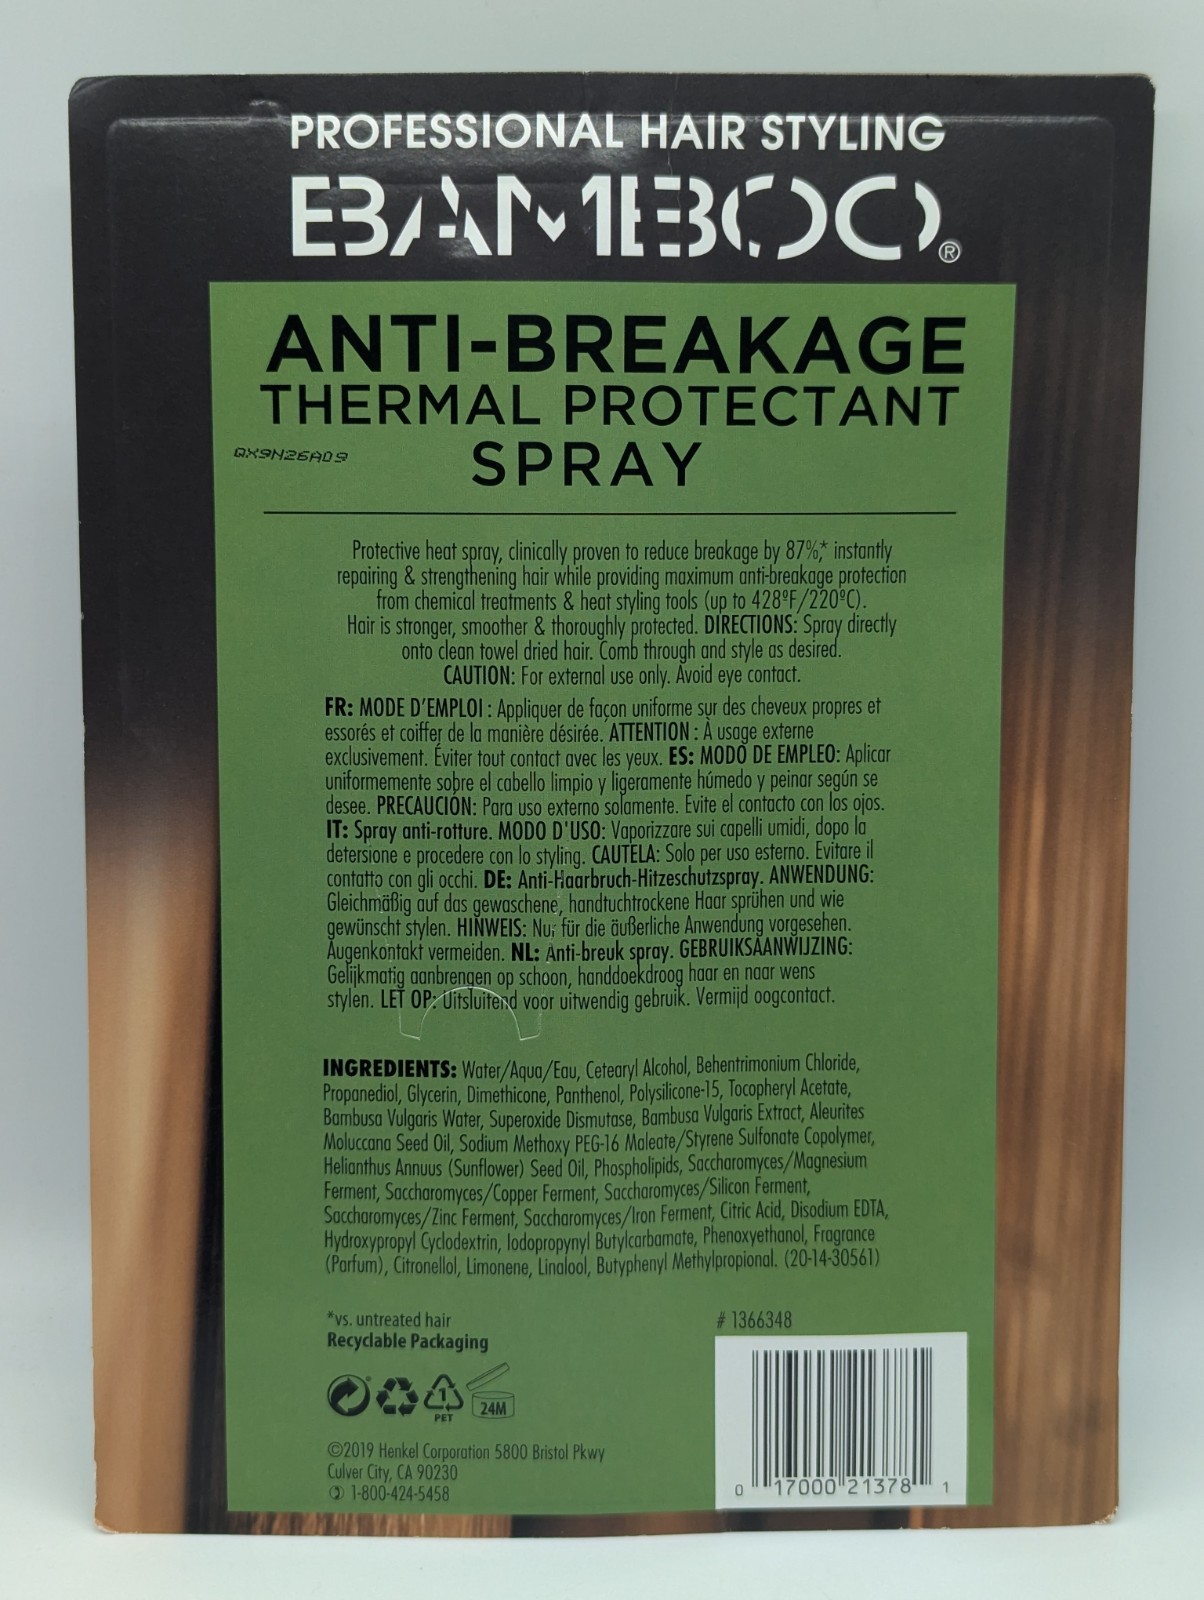 PROFESSIONAL HAIR STYLING
BAMBOO®
ANTI-BREAKAGE
THERMAL PROTECTANT
SPRAY
QX9N26A09
Protective heat spray, clinically proven to reduce breakage by 87%,* instantly
repairing & strengthening hair while providing maximum anti-breakage protection
from chemical treatments & heat styling tools (up to 428ºF/220ºC).
Hair is stronger, smoother & thoroughly protected. DIRECTIONS: Spray directly
onto clean towel dried hair. Comb through and style as desired.
CAUTION: For external use only. Avoid eye contact.
FR: MODE D'EMPLOI : Appliquer de façon uniforme sur des cheveux propres et
essorés et coiffer de la manière désirée. ATTENTION : À usage externe
exclusivement. Éviter tout contact avec les yeux. ES: MODO DE EMPLEO: Aplicar
uniformemente sobre el cabello limpio y ligeramente húmedo y peinar según se
desee. PRECAUCIÓN: Para uso externo solamente. Evite el contacto con los ojos.
IT: Spray anti-rotture. MODO D'USO: Vaporizzare sui capelli umidi, dopo la
detersione e procedere con lo styling. CAUTELA: Solo per uso esterno. Evitare il
contatto con gli occhi. DE: Anti-Haarbruch-Hitzeschutzspray. ANWENDUNG:
Gleichmäßig auf das gewaschene, handtuchtrockene Haar sprühen und wie
gewünscht stylen. HINWEIS: Nur für die äußerliche Anwendung vorgesehen.
Augenkontakt vermeiden. NL: Anti-breuk spray. GEBRUIKSAANWIJZING:
Gelijkmatig aanbrengen op schoon, handdoekdroog haar en naar wens
stylen. LET OP: Uitsluitend voor uitwendig gebruik. Vermijd oogcontact.
INGREDIENTS: Water/Aqua/Eau, Cetearyl Alcohol, Behentrimonium Chloride,
Propanediol, Glycerin, Dimethicone, Panthenol, Polysilicone-15, Tocopheryl Acetate,
Bambusa Vulgaris Water, Superoxide Dismutase, Bambusa Vulgaris Extract, Aleurites
Moluccana Seed Oil, Sodium Methoxy PEG-16 Maleate/Styrene Sulfonate Copolymer,
Helianthus Annuus (Sunflower) Seed Oil, Phospholipids, Saccharomyces/Magnesium
Ferment, Saccharomyces/Copper Ferment, Saccharomyces/Silicon Ferment,
Saccharomyces/Zinc Ferment, Saccharomyces/Iron Ferment, Citric Acid, Disodium EDTA,
Hydroxypropyl Cyclodextrin, Iodopropynyl Butylcarbamate, Phenoxyethanol, Fragrance
(Parfum), Citronellol, Limonene, Linalool, Butyphenyl Methylpropional. (20-14-30561)
*vs. untreated hair
Recyclable Packaging
# 1366348
1
PET
24M
©2019 Henkel Corporation 5800 Bristol Pkwy
Culver City, CA 90230
1-800-424-5458
0 17000 21378 1